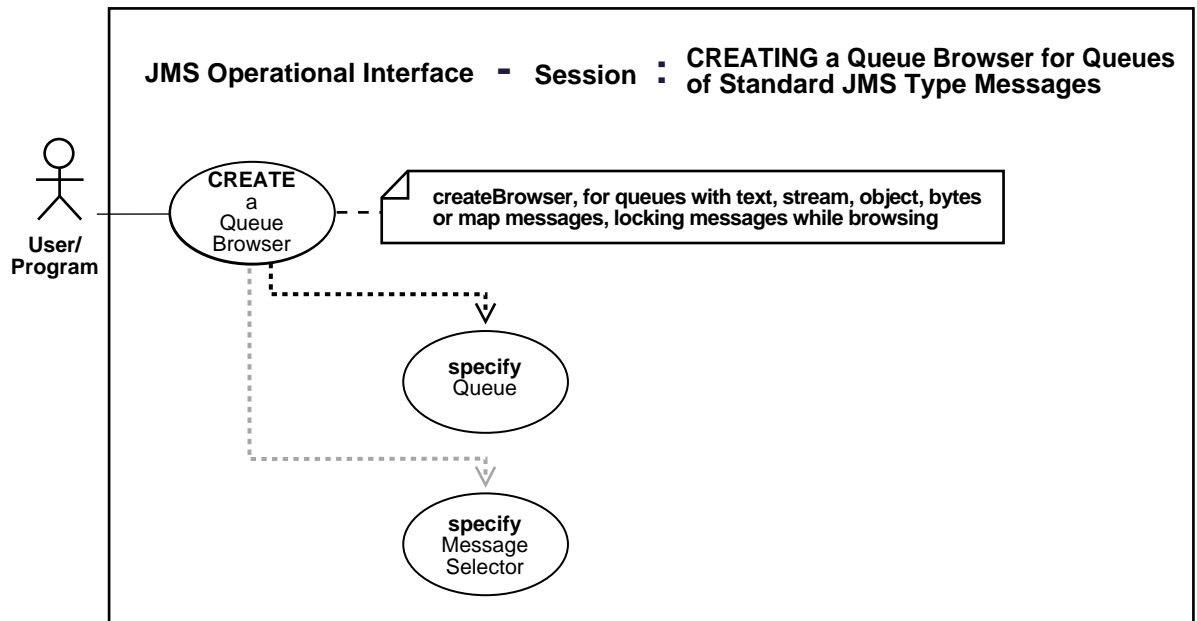 JMS Operational Interface - Session : CREATING a Queue Browser for Queues
of Standard JMS Type Messages
CREATE
a
Queue
Browser
createBrowser, for queues with text, stream, object, bytes
or map messages, locking messages while browsing
User/
Program
specify
Queue
specify
Message
Selector